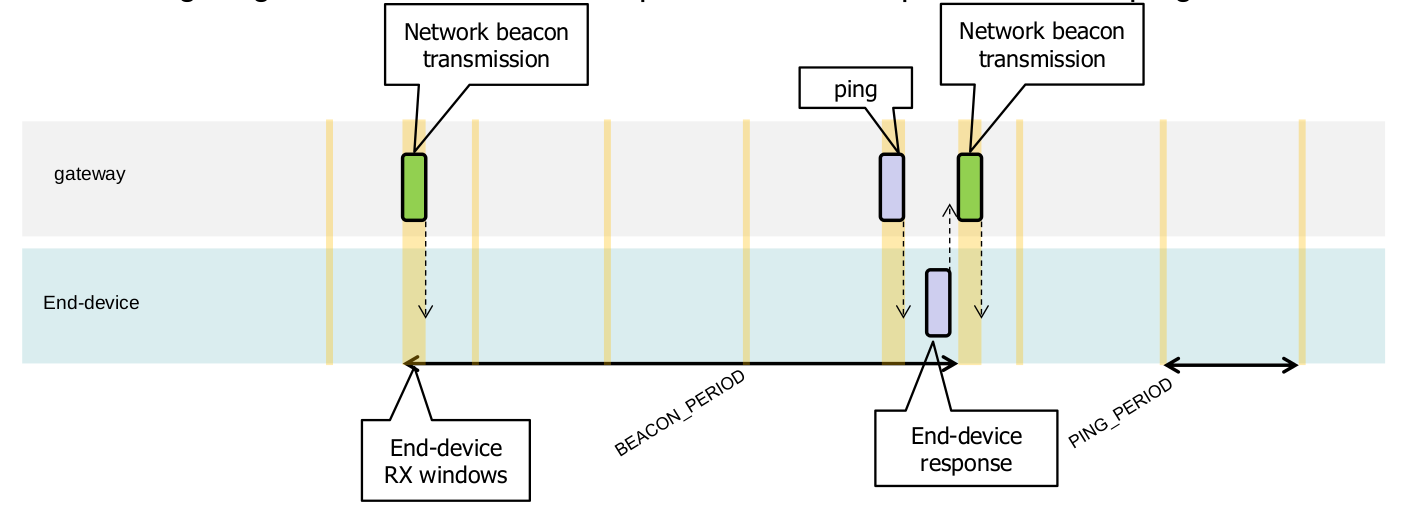 Network beacon
transmission
Network beacon
transmission
ping
gateway
End-device
BEACON_PERIOD
PING_PERIOD
End-device
RX windows
End-device
response